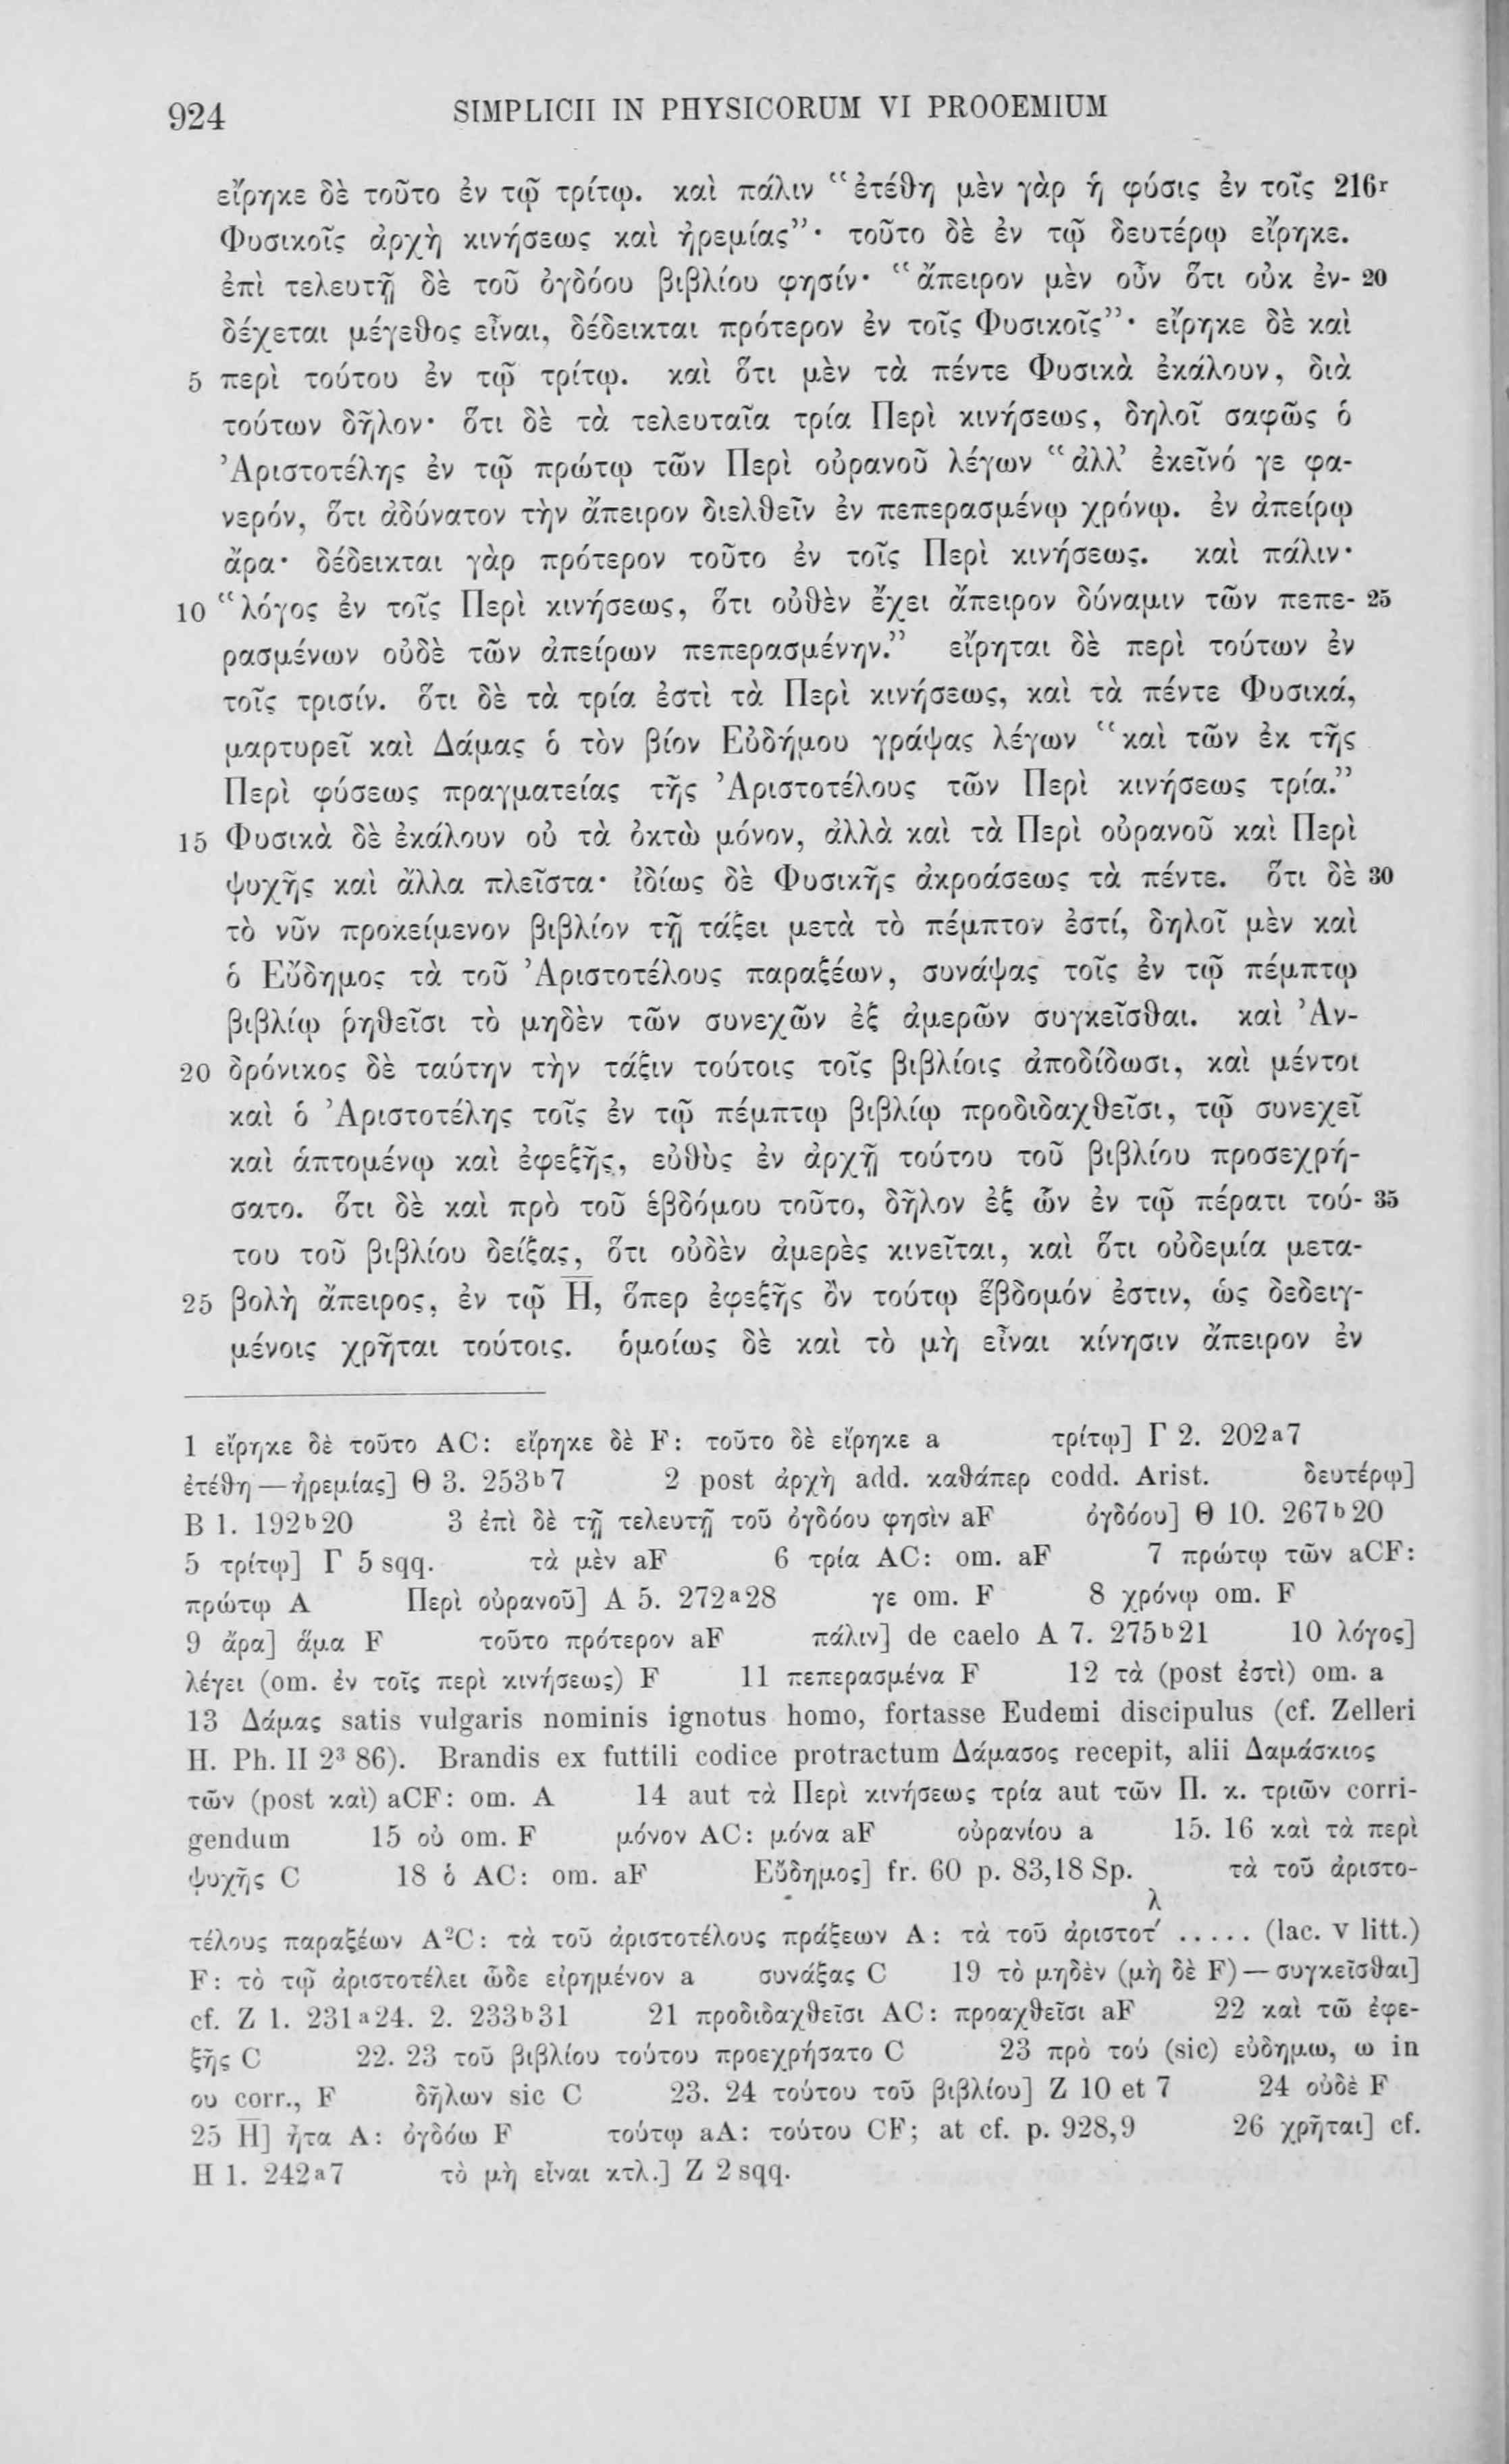 924 SIMPLICII IN PHYSICORUM VI PROOEMIUM
εἴρηκε δὲ τοῦτο ἐν τῷ τρίτῳ. καὶ πάλιν “ἐτέθη μὲν γὰρ ἡ φύσις ἐν τοῖς 216r
Φυσικοῖς ἀρχὴ κινήσεως καὶ ἠρεμίας”· τοῦτο δὲ ἐν τῷ δευτέρῳ εἴρηκε.
ἐπὶ τελευτῇ δὲ τοῦ ὀγδόου βιβλίου φησίν· “ἄπειρον μὲν οὖν ὅτι οὐκ ἐν- 20
δέχεται μέγεθος εἶναι, δέδεικται πρότερον ἐν τοῖς Φυσικοῖς”· εἴρηκε δὲ καὶ
5 περὶ τούτου ἐν τῷ τρίτῳ. καὶ ὅτι μὲν τὰ πέντε Φυσικὰ ἐκάλουν, διὰ
τούτων δῆλον· ὅτι δὲ τὰ τελευταῖα τρία Περὶ κινήσεως, δηλοῖ σαφῶς ὁ
Ἀριστοτέλης ἐν τῷ πρώτῳ τῶν Περὶ οὐρανοῦ λέγων “ἀλλ’ ἐκεῖνό γε φα-
νερόν, ὅτι ἀδύνατον τὴν ἄπειρον διελθεῖν ἐν πεπερασμένῳ χρόνῳ. ἐν ἀπείρῳ
ἄρα· δέδεικται γὰρ πρότερον τοῦτο ἐν τοῖς Περὶ κινήσεως. καὶ πάλιν·
10 “λόγος ἐν τοῖς Περὶ κινήσεως, ὅτι οὐθὲν ἔχει ἄπειρον δύναμιν τῶν πεπε- 25
ρασμένων οὐδὲ τῶν ἀπείρων πεπερασμένην.” εἴρηται δὲ περὶ τούτων ἐν
τοῖς τρισίν. ὅτι δὲ τὰ τρία ἐστὶ τὰ Περὶ κινήσεως, καὶ τὰ πέντε Φυσικά,
μαρτυρεῖ καὶ Δάμας ὁ τὸν βίον Εὐδήμου γράψας λέγων “καὶ τῶν ἐκ τῆς
Περὶ φύσεως πραγματείας τῆς Ἀριστοτέλους τῶν Περὶ κινήσεως τρία.”
15 Φυσικὰ δὲ ἐκάλουν οὐ τὰ ὀκτὼ μόνον, ἀλλὰ καὶ τὰ Περὶ οὐρανοῦ καὶ Περὶ
ψυχῆς καὶ ἄλλα πλεῖστα· ἰδίως δὲ Φυσικῆς ἀκροάσεως τὰ πέντε. ὅτι δὲ 30
τὸ νῦν προκείμενον βιβλίον τῇ τάξει μετὰ τὸ πέμπτον ἐστί, δηλοῖ μὲν καὶ
ὁ Εὔδημος τὰ τοῦ Ἀριστοτέλους παραξέων, συνάψας τοῖς ἐν τῷ πέμπτῳ
βιβλίῳ ῥηθεῖσι τὸ μηδὲν τῶν συνεχῶν ἐξ ἀμερῶν συγκεῖσθαι. καὶ Ἀν-
20 δρόνικος δὲ ταύτην τὴν τάξιν τούτοις τοῖς βιβλίοις ἀποδίδωσι, καὶ μέντοι
καὶ ὁ Ἀριστοτέλης τοῖς ἐν τῷ πέμπτῳ βιβλίῳ προδιδαχθεῖσι, τῷ συνεχεῖ
καὶ ἁπτομένῳ καὶ ἐφεξῆς, εὐθὺς ἐν ἀρχῇ τούτου τοῦ βιβλίου προσεχρή-
σατο. ὅτι δὲ καὶ πρὸ τοῦ ἑβδόμου τοῦτο, δῆλον ἐξ ὧν ἐν τῷ πέρατι τού- 35
του τοῦ βιβλίου δείξας, ὅτι οὐδὲν ἀμερὲς κινεῖται, καὶ ὅτι οὐδεμία μετα-
25 βολὴ ἄπειρος, ἐν τῷ Η̅, ὅπερ ἐφεξῆς ὂν τούτῳ ἕβδομόν ἐστιν, ὡς δεδειγ-
μένοις χρῆται τούτοις. ὁμοίως δὲ καὶ τὸ μὴ εἶναι κίνησιν ἄπειρον ἐν
1 εἴρηκε δὲ τοῦτο AC: εἴρηκε δὲ F: τοῦτο δὲ εἴρηκε a τρίτῳ] Γ 2. 202a7
ἐτέθη — ἠρεμίας] Θ 3. 253b7 2 post ἀρχὴ add. καθάπερ codd. Arist. δευτέρῳ]
B 1. 192b20 3 ἐπὶ δὲ τῇ τελευτῇ τοῦ ὀγδόου φησὶν aF ὀγδόου] Θ 10. 267b20
5 τρίτῳ] Γ 5 sqq. τὰ μὲν aF 6 τρία AC: om. aF 7 πρώτῳ τῶν aCF:
πρώτῳ A Περὶ οὐρανοῦ] A 5. 272a28 γε om. F 8 χρόνῳ om. F
9 ἄρα] ἅμα F τοῦτο πρότερον aF πάλιν] de caelo A 7. 275b21 10 λόγος]
λέγει (om. ἐν τοῖς περὶ κινήσεως) F 11 πεπερασμένα F 12 τὰ (post ἐστὶ) om. a
13 Δάμας satis vulgaris nominis ignotus homo, fortasse Eudemi discipulus (cf. Zelleri
H. Ph. II 2³ 86). Brandis ex futtili codice protractum Δάμασος recepit, alii Δαμάσκιος
τῶν (post καὶ) aCF: om. A 14 aut τὰ Περὶ κινήσεως τρία aut τῶν Π. κ. τριῶν corri-
gendum 15 οὐ om. F μόνον AC: μόνα aF οὐρανίου a 15. 16 καὶ τὰ περὶ
ψυχῆς C 18 ὁ AC: om. aF Εὔδημος] fr. 60 p. 83,18 Sp. τὰ τοῦ ἀριστο-
τέλους παραξέων A²C: τὰ τοῦ ἀριστοτέλους πράξεων A: τὰ τοῦ ἀριστοτλ´ ..... (lac. v litt.)
F: τὸ τῷ ἀριστοτέλει ὧδε εἰρημένον a συνάξας C 19 τὸ μηδὲν (μὴ δὲ F) — συγκεῖσθαι]
cf. Z 1. 231a24. 2. 233b31 21 προδιδαχθεῖσι AC: προαχθεῖσι aF 22 καὶ τῶ ἐφε-
ξῆς C 22. 23 τοῦ βιβλίου τούτου προεχρήσατο C 23 πρὸ τού (sic) εὐδημω, ω in
ου corr., F δήλων sic C 23. 24 τούτου τοῦ βιβλίου] Z 10 et 7 24 οὐδὲ F
25 Η̅] ἦτα A: ὀγδόω F τούτῳ aA: τούτου CF; at cf. p. 928,9 26 χρῆται] cf.
H 1. 242a7 τὸ μὴ εἶναι κτλ.] Z 2 sqq.